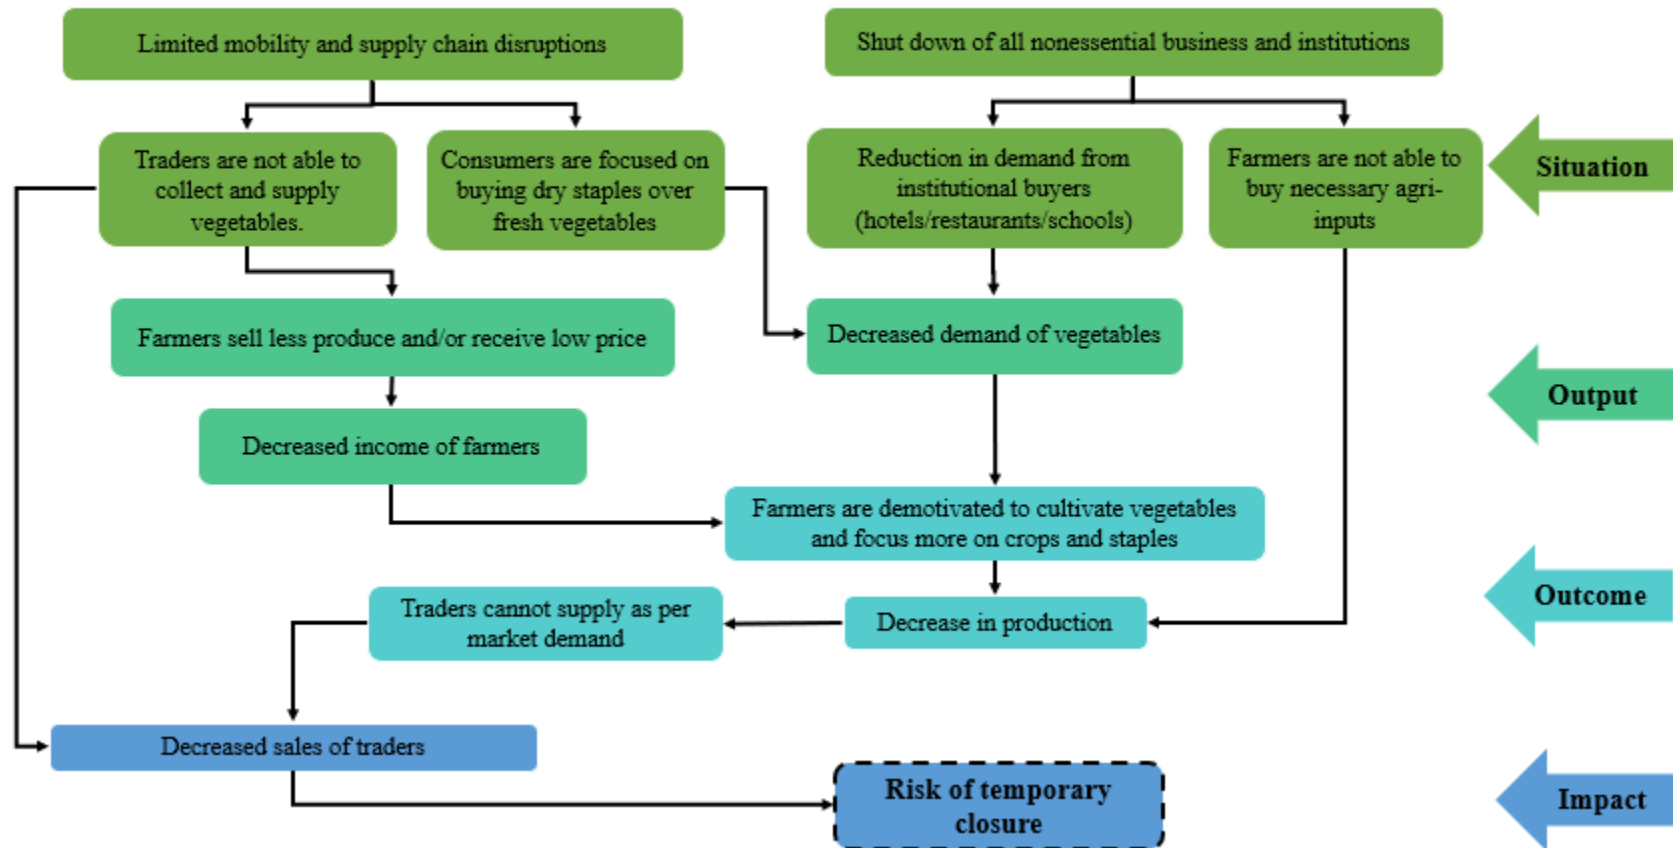 Limited mobility and supply chain disruptions
Shut down of all nonessential business and institutions
Traders are not able to
collect and supply
vegetables.
Consumers are focused on
buying dry staples over
fresh vegetables
Reduction in demand from
institutional buyers
(hotels/restaurants/schools)
Farmers are not able to
buy necessary agri-
inputs
Situation
Farmers sell less produce and/or receive low price
Decreased demand of vegetables
Output
Decreased income of farmers
Farmers are demotivated to cultivate vegetables
and focus more on crops and staples
Outcome
Traders cannot supply as per
market demand
Decrease in production
Decreased sales of traders
Risk of temporary
closure
Impact